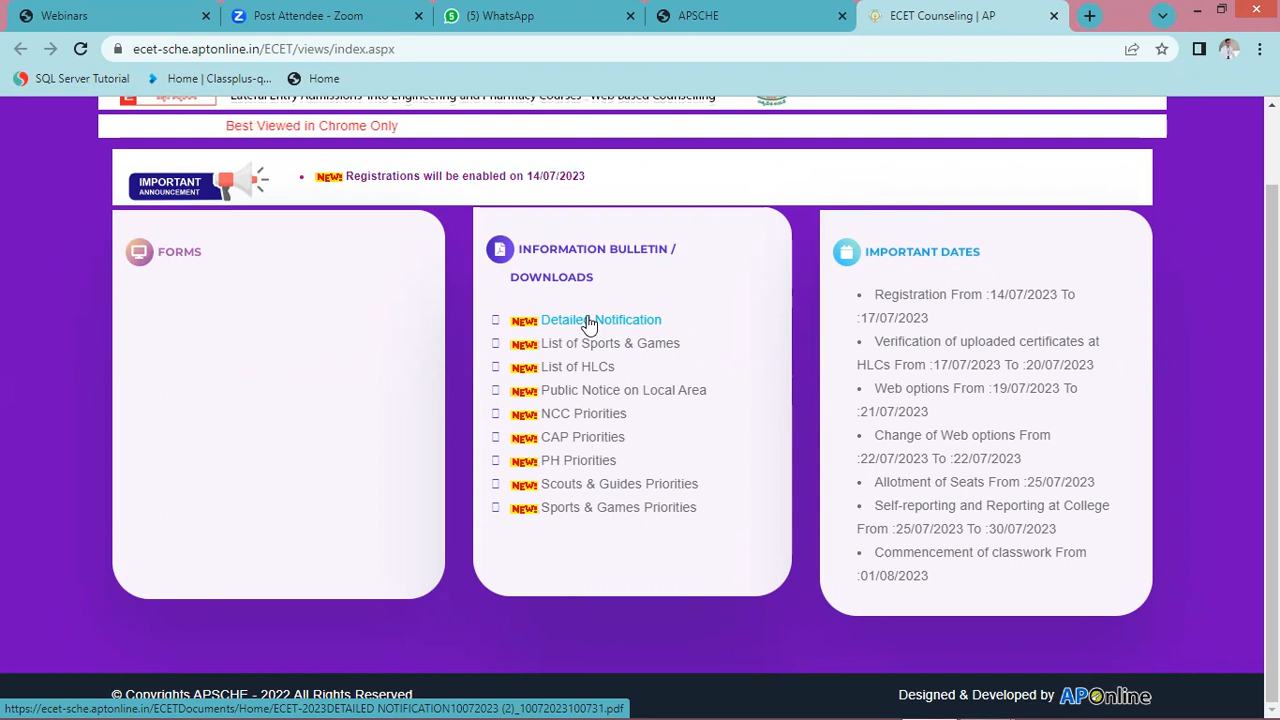 Webinars
Post Attendee - Zoom
(5) WhatsApp
APSCHE
ECET Counseling | AP
ecet-sche.aptonline.in/ECET/views/index.aspx
SQL Server Tutorial
Home | Classplus-q...
Home
Lateral Entry Admissions into Engineering and Pharmacy Courses - Web Based Counselling
Best Viewed in Chrome Only
IMPORTANT
ANNOUNCEMENT
• NEW! Registrations will be enabled on 14/07/2023
FORMS
INFORMATION BULLETIN /
DOWNLOADS
NEW! Detailed Notification
NEW! List of Sports & Games
NEW! List of HLCs
NEW! Public Notice on Local Area
NEW! NCC Priorities
NEW! CAP Priorities
NEW! PH Priorities
NEW! Scouts & Guides Priorities
NEW! Sports & Games Priorities
IMPORTANT DATES
• Registration From :14/07/2023 To
:17/07/2023
• Verification of uploaded certificates at
HLCs From :17/07/2023 To :20/07/2023
• Web options From :19/07/2023 To
:21/07/2023
• Change of Web options From
:22/07/2023 To :22/07/2023
• Allotment of Seats From :25/07/2023
• Self-reporting and Reporting at College
From :25/07/2023 To :30/07/2023
• Commencement of classwork From
:01/08/2023
© Copyrights APSCHE - 2022 All Rights Reserved
Designed & Developed by APOnline
https://ecet-sche.aptonline.in/ECETDocuments/Home/ECET-2023DETAILED NOTIFICATION10072023 (2)_10072023100731.pdf